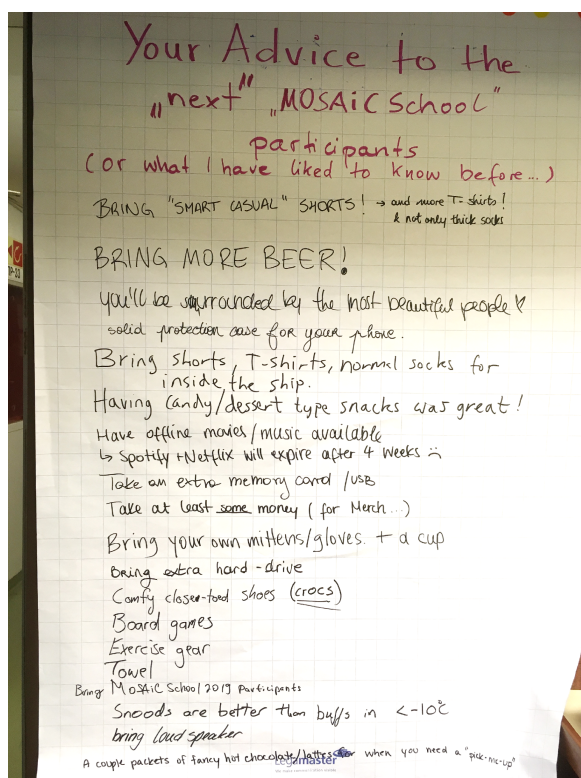 Your Advice to the
„next" „MOSAiC School"
participants
(or what I have liked to know before...)
BRING "SMART CASUAL" SHORTS! → and more T-shirts!
& not only thick socks
BRING MORE BEER!
you'll be surrounded by the most beautiful people ♥
solid protection case for your phone.
Bring shorts, T-shirts, normal socks for
inside the ship.
Having candy/dessert type snacks was great!
Have offline movies/music available
↳ Spotify + Netflix will expire after 4 weeks :(
Take an extra memory card /USB
Take at least some money (for Merch...)
Bring your own mittens/gloves. + a cup
Bring extra hard-drive
Comfy closer-toed shoes (crocs)
Board games
Exercise gear
Towel
Bring MOSAiC School 2019 Participants
Snoods are better than buffs in <-10°C
bring loud speaker
A couple packets of fancy hot chocolate/lattes for when you need a "pick-me-up"
Legamaster